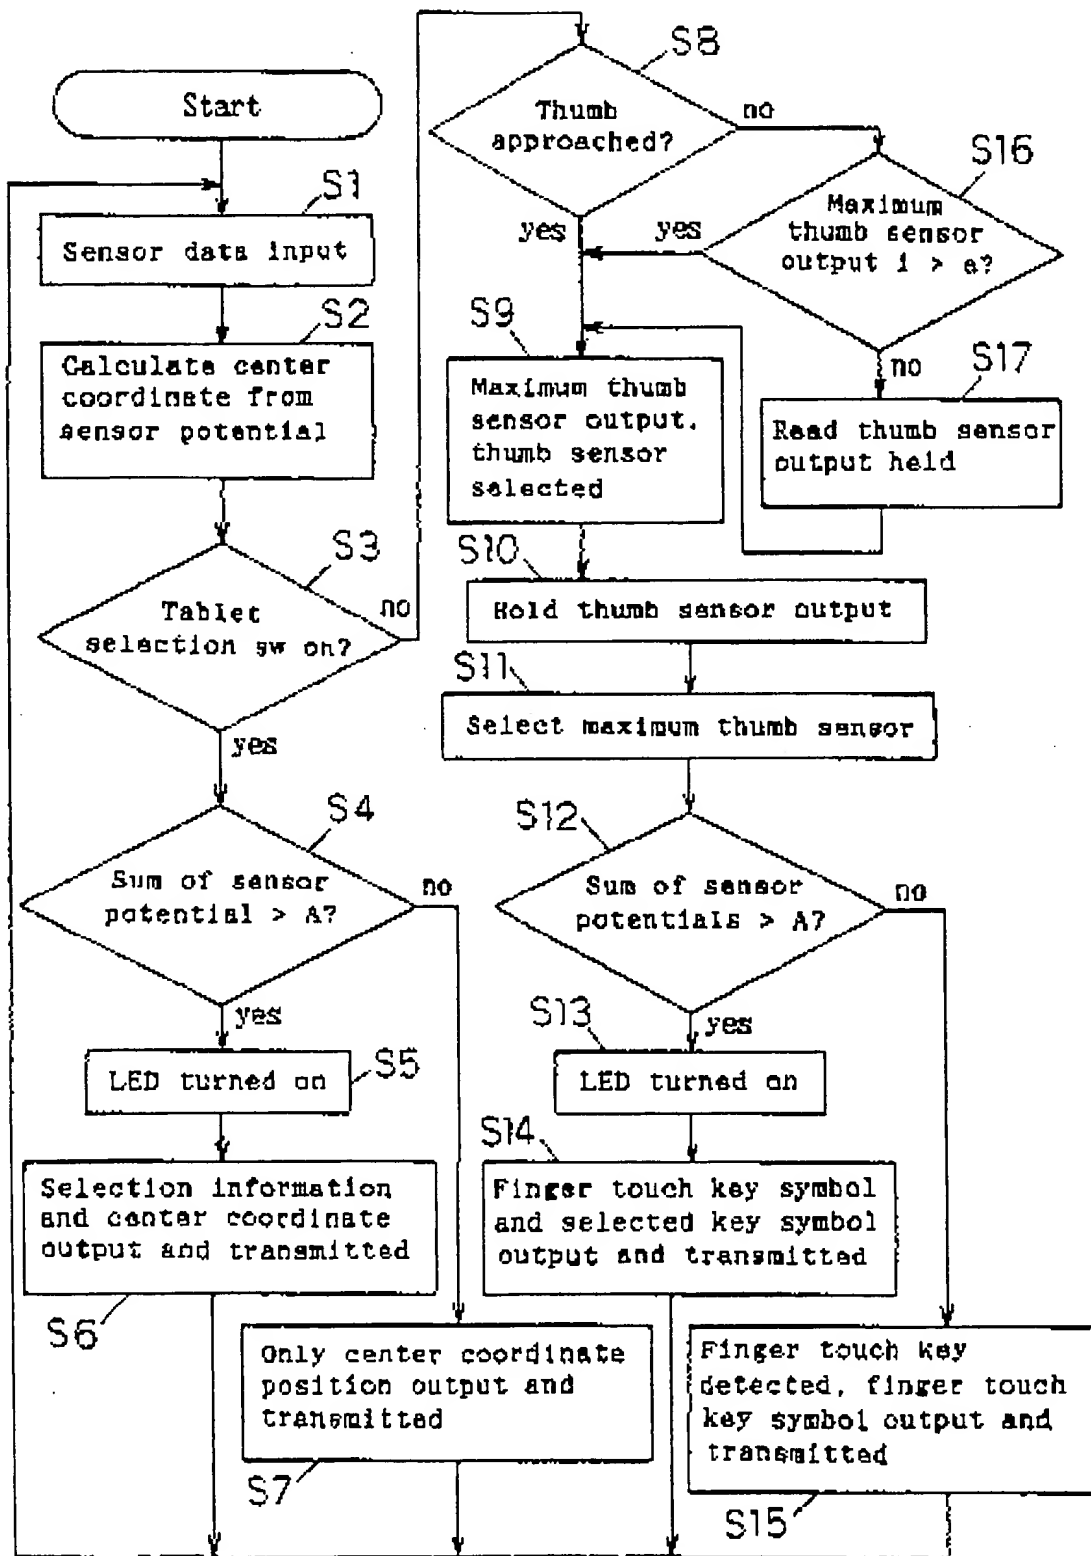 Start
S1
Sensor data input
S2
Calculate center
coordinate from
sensor potential
S3
Tablet
selection sw on?
no
yes
S4
Sum of sensor
potential > A?
no
yes
S5
LED turned on
Selection information
and center coordinate
output and transmitted
S6
Only center coordinate
position output and
transmitted
S7
S8
Thumb
approached?
no
yes
S16
Maximum
thumb sensor
output i > a?
yes
no
S17
Read thumb sensor
output held
S9
Maximum thumb
sensor output,
thumb sensor
selected
S10
Hold thumb sensor output
S11
Select maximum thumb sensor
S12
Sum of sensor
potentials > A?
no
yes
S13
LED turned on
S14
Finger touch key symbol
and selected key symbol
output and transmitted
Finger touch key
detected, finger touch
key symbol output and
transmitted
S15